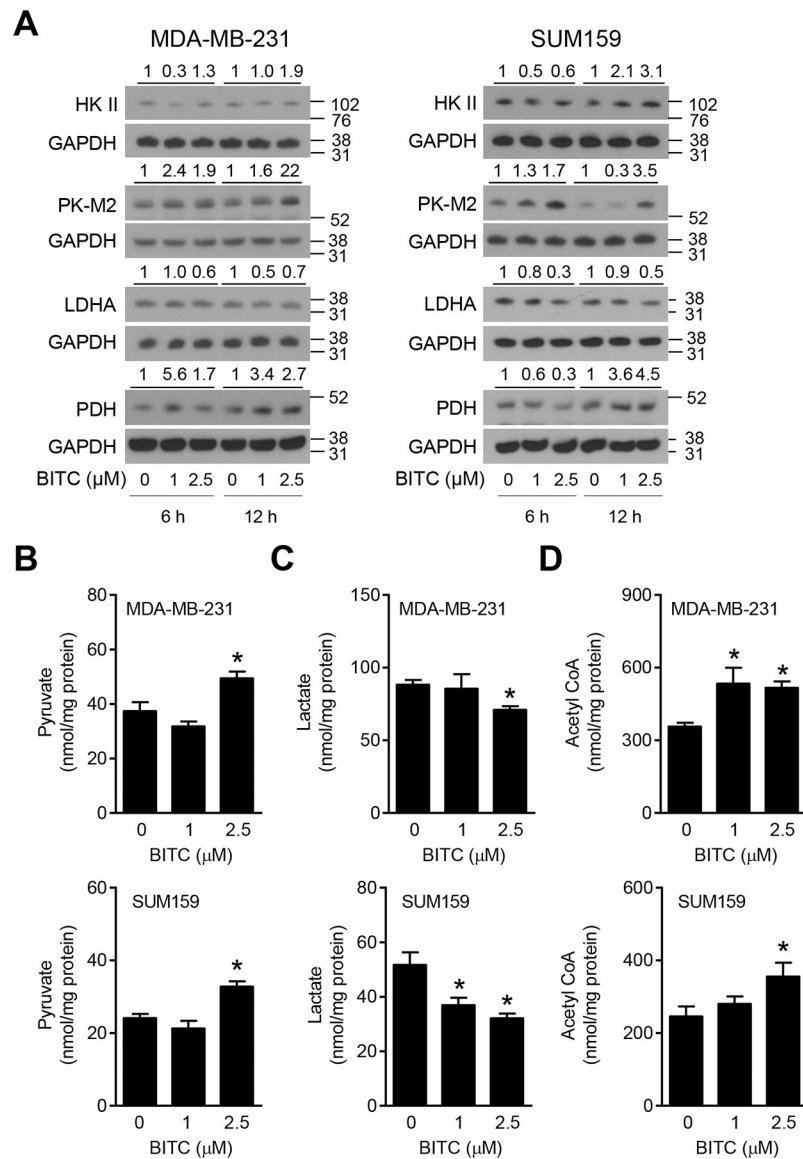 A
MDA-MB-231
1 0.3 1.3 1 1.0 1.9
HK II
102
76
GAPDH
38
31
1 2.4 1.9 1 1.6 22
PK-M2
52
GAPDH
38
31
1 1.0 0.6 1 0.5 0.7
LDHA
38
31
GAPDH
38
31
1 5.6 1.7 1 3.4 2.7
PDH
52
GAPDH
38
31
BITC (µM) 0 1 2.5 0 1 2.5
6 h 12 h
SUM159
1 0.5 0.6 1 2.1 3.1
HK II
102
76
GAPDH
38
31
1 1.3 1.7 1 0.3 3.5
PK-M2
52
GAPDH
38
31
1 0.8 0.3 1 0.9 0.5
LDHA
38
31
GAPDH
38
31
1 0.6 0.3 1 3.6 4.5
PDH
52
GAPDH
38
31
BITC (µM) 0 1 2.5 0 1 2.5
6 h 12 h
B
MDA-MB-231
Pyruvate
(nmol/mg protein)
80
60
40
20
0
*
0 1 2.5
BITC (µM)
SUM159
Pyruvate
(nmol/mg protein)
60
40
20
0
*
0 1 2.5
BITC (µM)
C
MDA-MB-231
Lactate
(nmol/mg protein)
150
100
50
0
*
0 1 2.5
BITC (µM)
SUM159
Lactate
(nmol/mg protein)
80
60
40
20
0
* *
0 1 2.5
BITC (µM)
D
MDA-MB-231
Acetyl CoA
(nmol/mg protein)
900
600
300
0
* *
0 1 2.5
BITC (µM)
SUM159
Acetyl CoA
(nmol/mg protein)
600
400
200
0
*
0 1 2.5
BITC (µM)